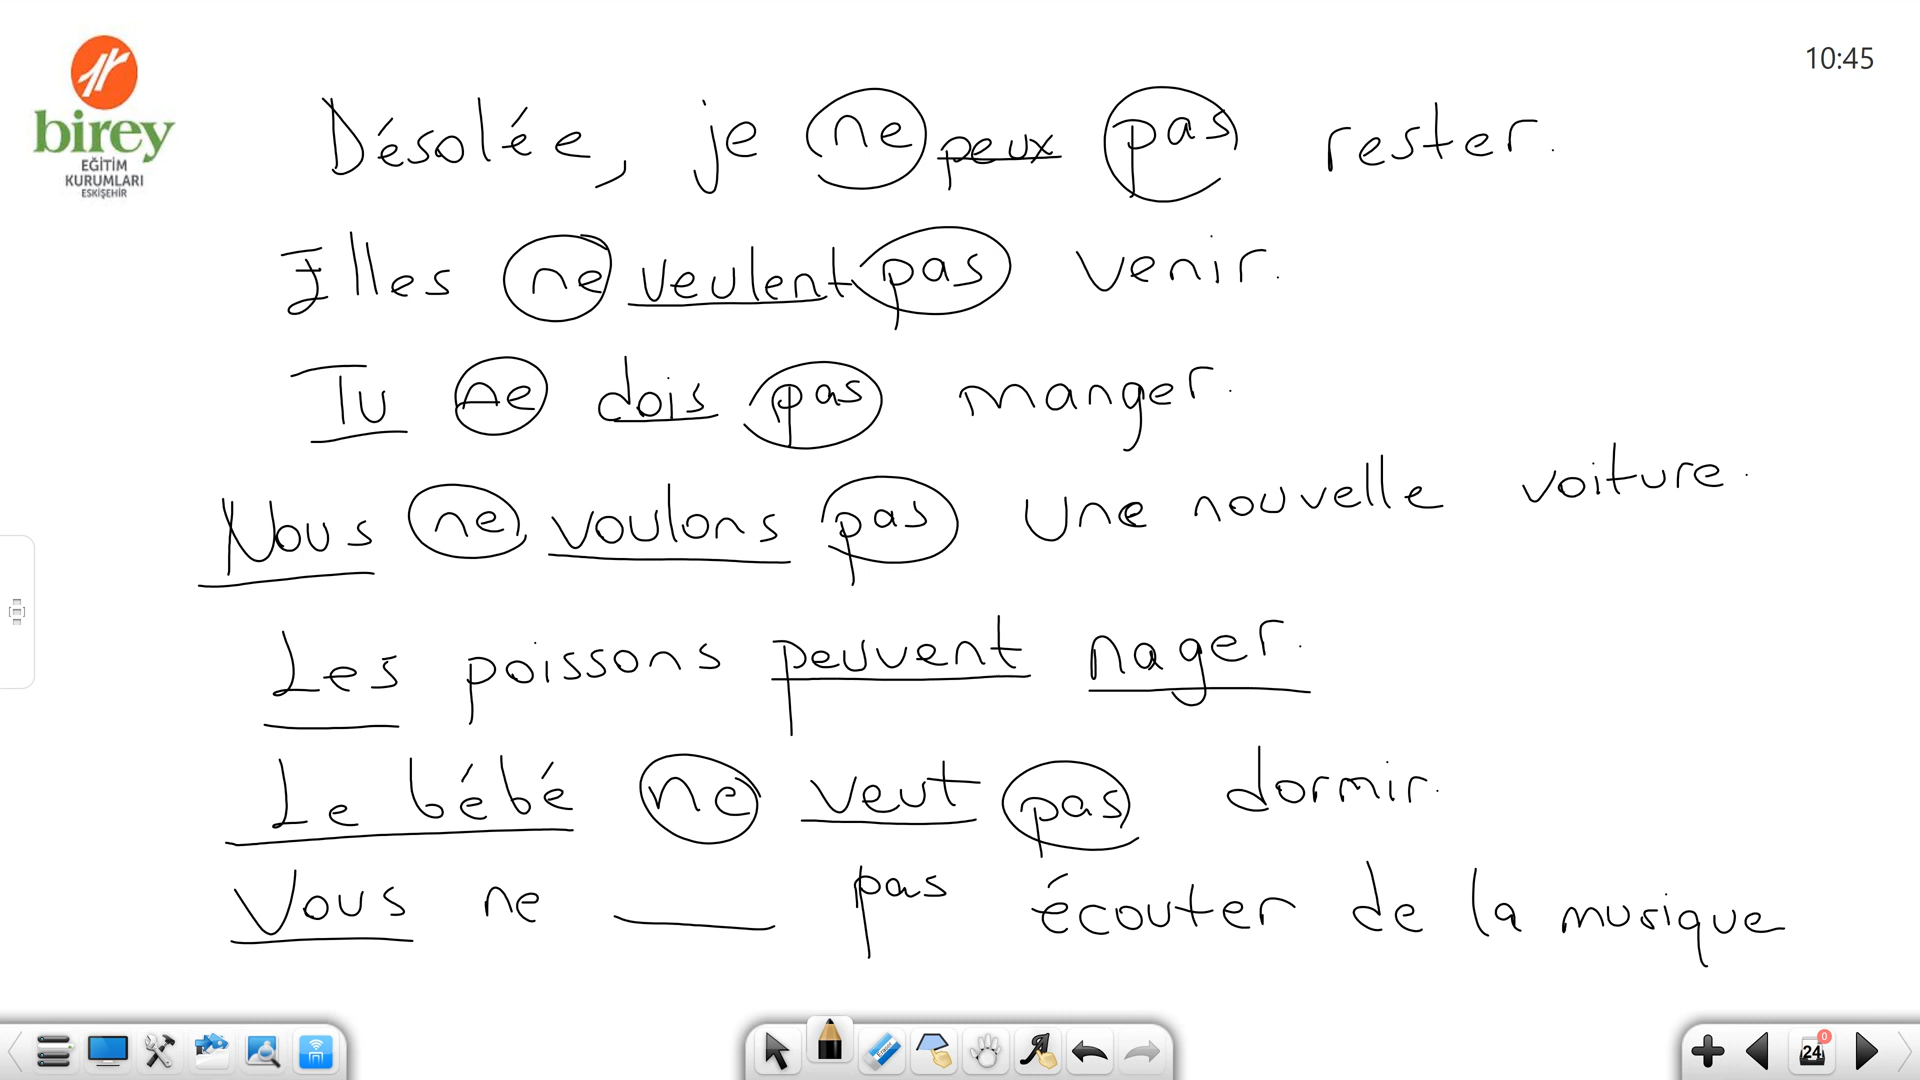 birey
EĞİTİM
KURUMLARI
ESKİŞEHİR
10:45
Désolée, je ne peux pas rester.
Elles ne veulent pas venir.
Tu ne dois pas manger.
Nous ne voulons pas une nouvelle voiture.
Les poissons peuvent nager.
Le bébé ne veut pas dormir.
Vous ne ____ pas écouter de la musique
24
0